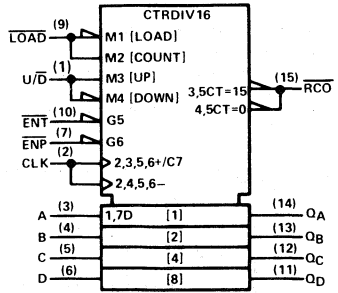 CTRDIV16
LOAD (9) M1 [LOAD]
M2 [COUNT]
U/D (1) M3 [UP]
M4 [DOWN]
3,5CT=15 (15) RCO
4,5CT=0
ENT (10) G5
ENP (7) G6
CLK (2) 2,3,5,6+/C7
2,4,5,6−
A (3) 1,7D [1] (14) QA
B (4) [2] (13) QB
C (5) [4] (12) QC
D (6) [8] (11) QD